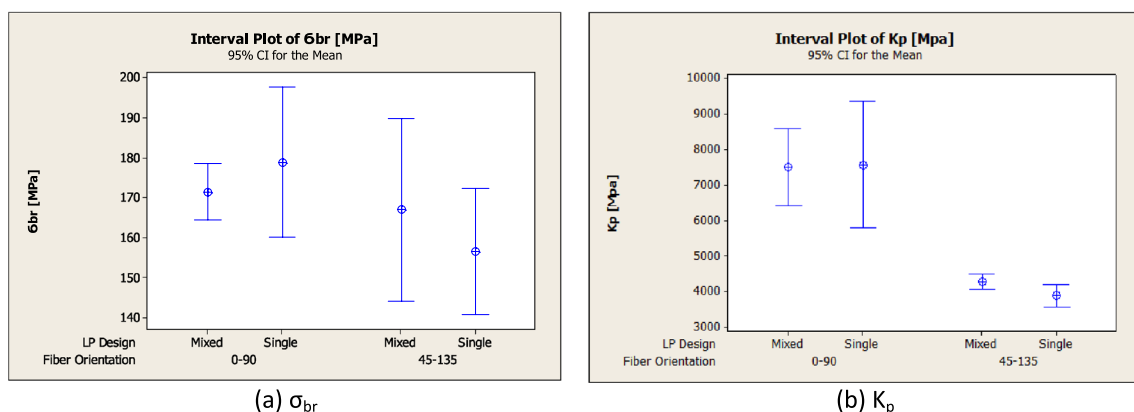 Interval Plot of 6br [MPa]
95% CI for the Mean
200
190
180
170
160
150
140
6br [MPa]
LP Design Mixed Single Mixed Single
Fiber Orientation 0-90 45-135
(a) σbr
Interval Plot of Kp [Mpa]
95% CI for the Mean
10000
9000
8000
7000
6000
5000
4000
3000
Kp [Mpa]
LP Design Mixed Single Mixed Single
Fiber Orientation 0-90 45-135
(b) Kp